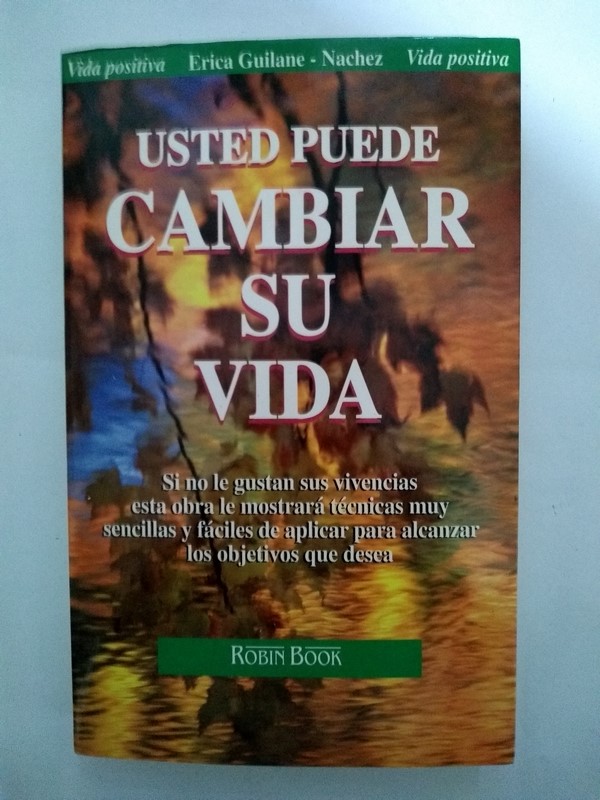 Vida positiva Erica Guilane - Nachez Vida positiva
USTED PUEDE
CAMBIAR
SU
VIDA
Si no le gustan sus vivencias
esta obra le mostrará técnicas muy
sencillas y fáciles de aplicar para alcanzar
los objetivos que desea
ROBIN BOOK